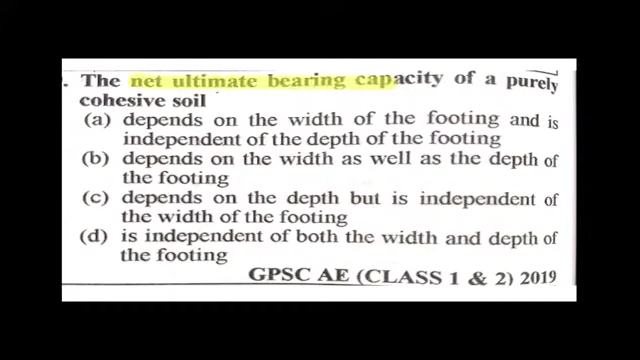 . The net ultimate bearing capacity of a purely
cohesive soil
(a) depends on the width of the footing and is
independent of the depth of the footing
(b) depends on the width as well as the depth of
the footing
(c) depends on the depth but is independent of
the width of the footing
(d) is independent of both the width and depth of
the footing
GPSC AE (CLASS 1 & 2) 2019